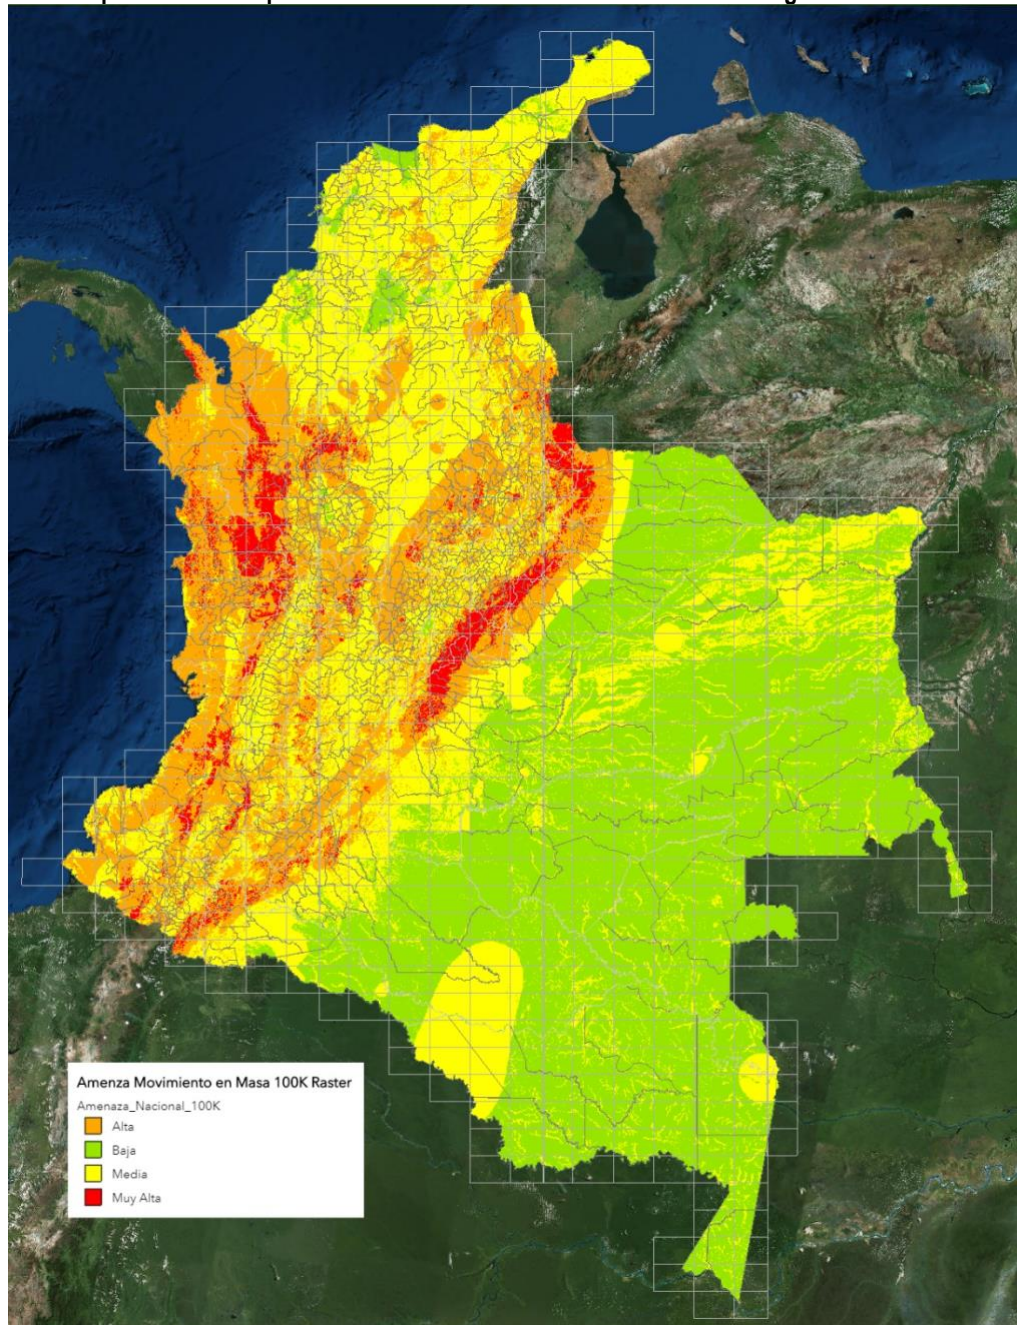 Amenza Movimiento en Masa 100K Raster
Amenaza_Nacional_100K
Alta
Baja
Media
Muy Alta